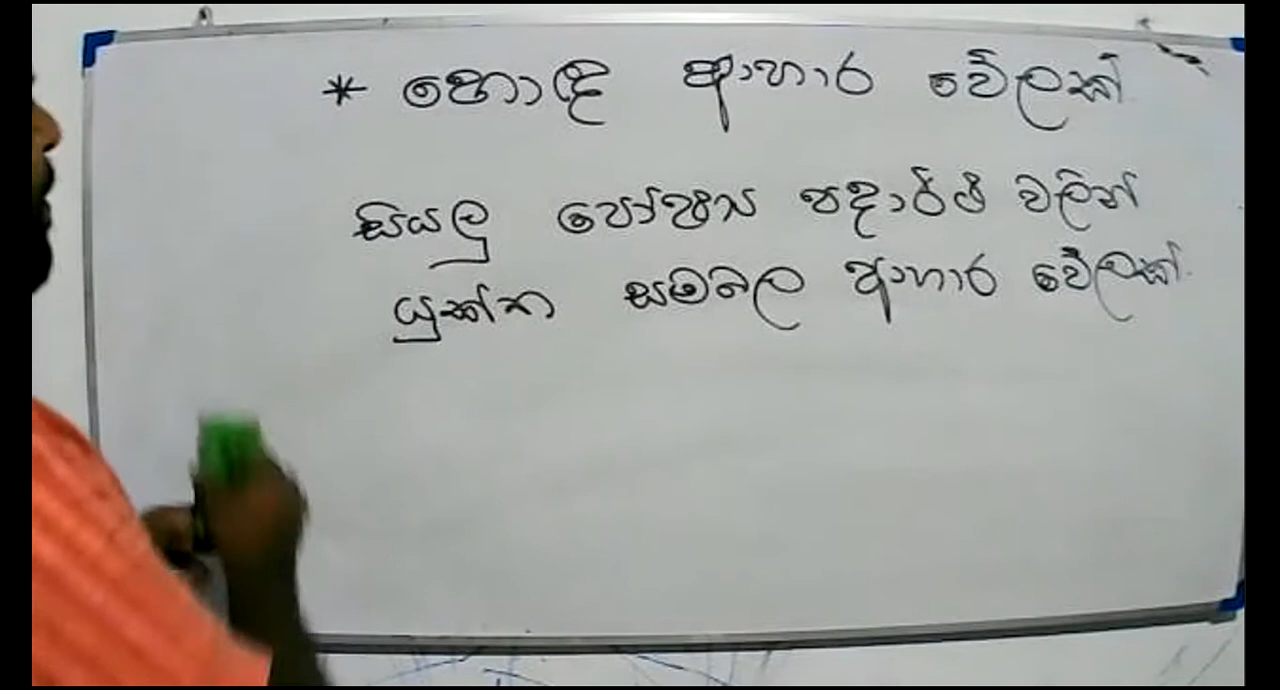 * හොඳ ආහාර වේලක්
සියලු පෝෂ්‍ය පදාර්ථ වලින්
යුක්ත සමබල ආහාර වේලක්.